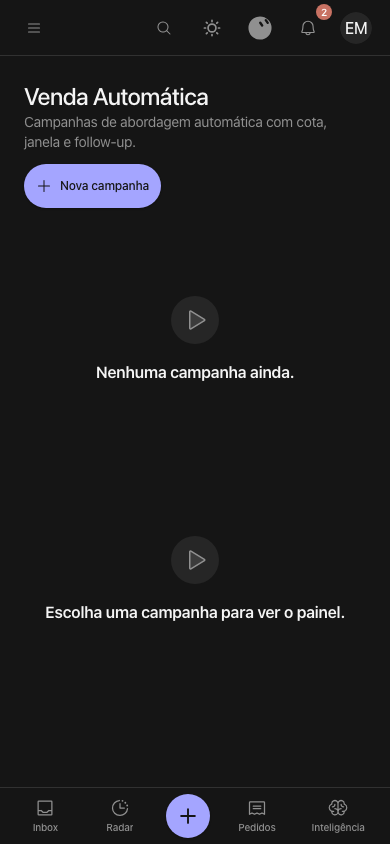 2
EM
Venda Automática
Campanhas de abordagem automática com cota,
janela e follow-up.
Nova campanha
Nenhuma campanha ainda.
Escolha uma campanha para ver o painel.
Inbox
Radar
Pedidos
Inteligência